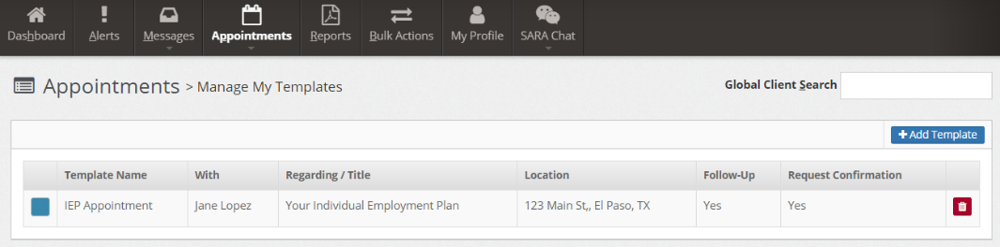 Dashboard Alerts Messages Appointments Reports Bulk Actions My Profile SARA Chat
Appointments > Manage My Templates Global Client Search
Add Template
Template Name With Regarding / Title Location Follow-Up Request Confirmation
IEP Appointment Jane Lopez Your Individual Employment Plan 123 Main St,, El Paso, TX Yes Yes